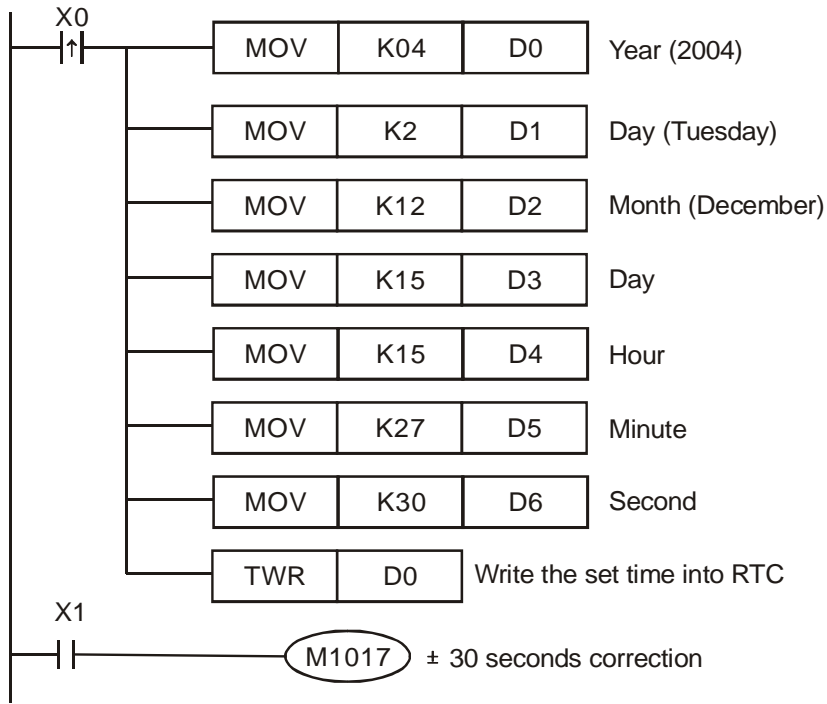 X0
MOV K04 D0 Year (2004)
MOV K2 D1 Day (Tuesday)
MOV K12 D2 Month (December)
MOV K15 D3 Day
MOV K15 D4 Hour
MOV K27 D5 Minute
MOV K30 D6 Second
TWR D0 Write the set time into RTC
X1
M1017 ± 30 seconds correction